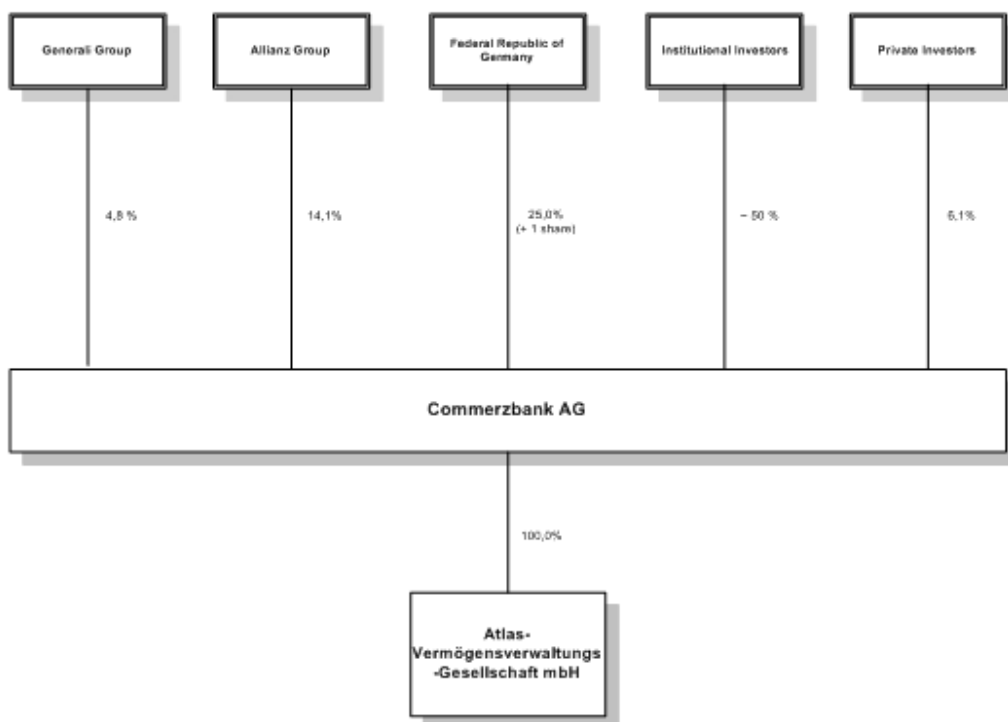 Generali Group
Allianz Group
Federal Republic of
Germany
Institutional Investors
Private Investors
4,8 %
14,1%
25,0%
(+ 1 share)
~ 50 %
6,1%
Commerzbank AG
100,0%
Atlas-
Vermögensverwaltungs
-Gesellschaft mbH